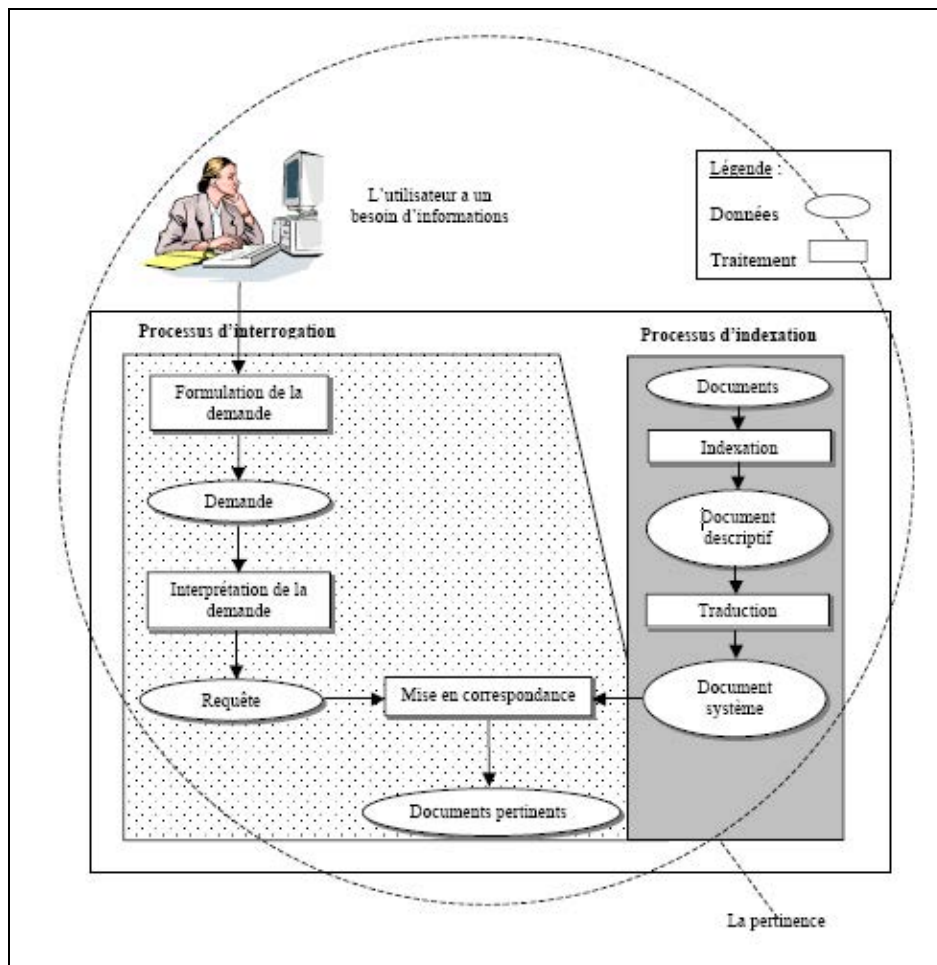 L'utilisateur a un
besoin d'informations
Légende :
Données
Traitement
Processus d'interrogation
Formulation de la
demande
Demande
Interprétation de la
demande
Requête
Mise en correspondance
Documents pertinents
Processus d'indexation
Documents
Indexation
Document
descriptif
Traduction
Document
système
La pertinence